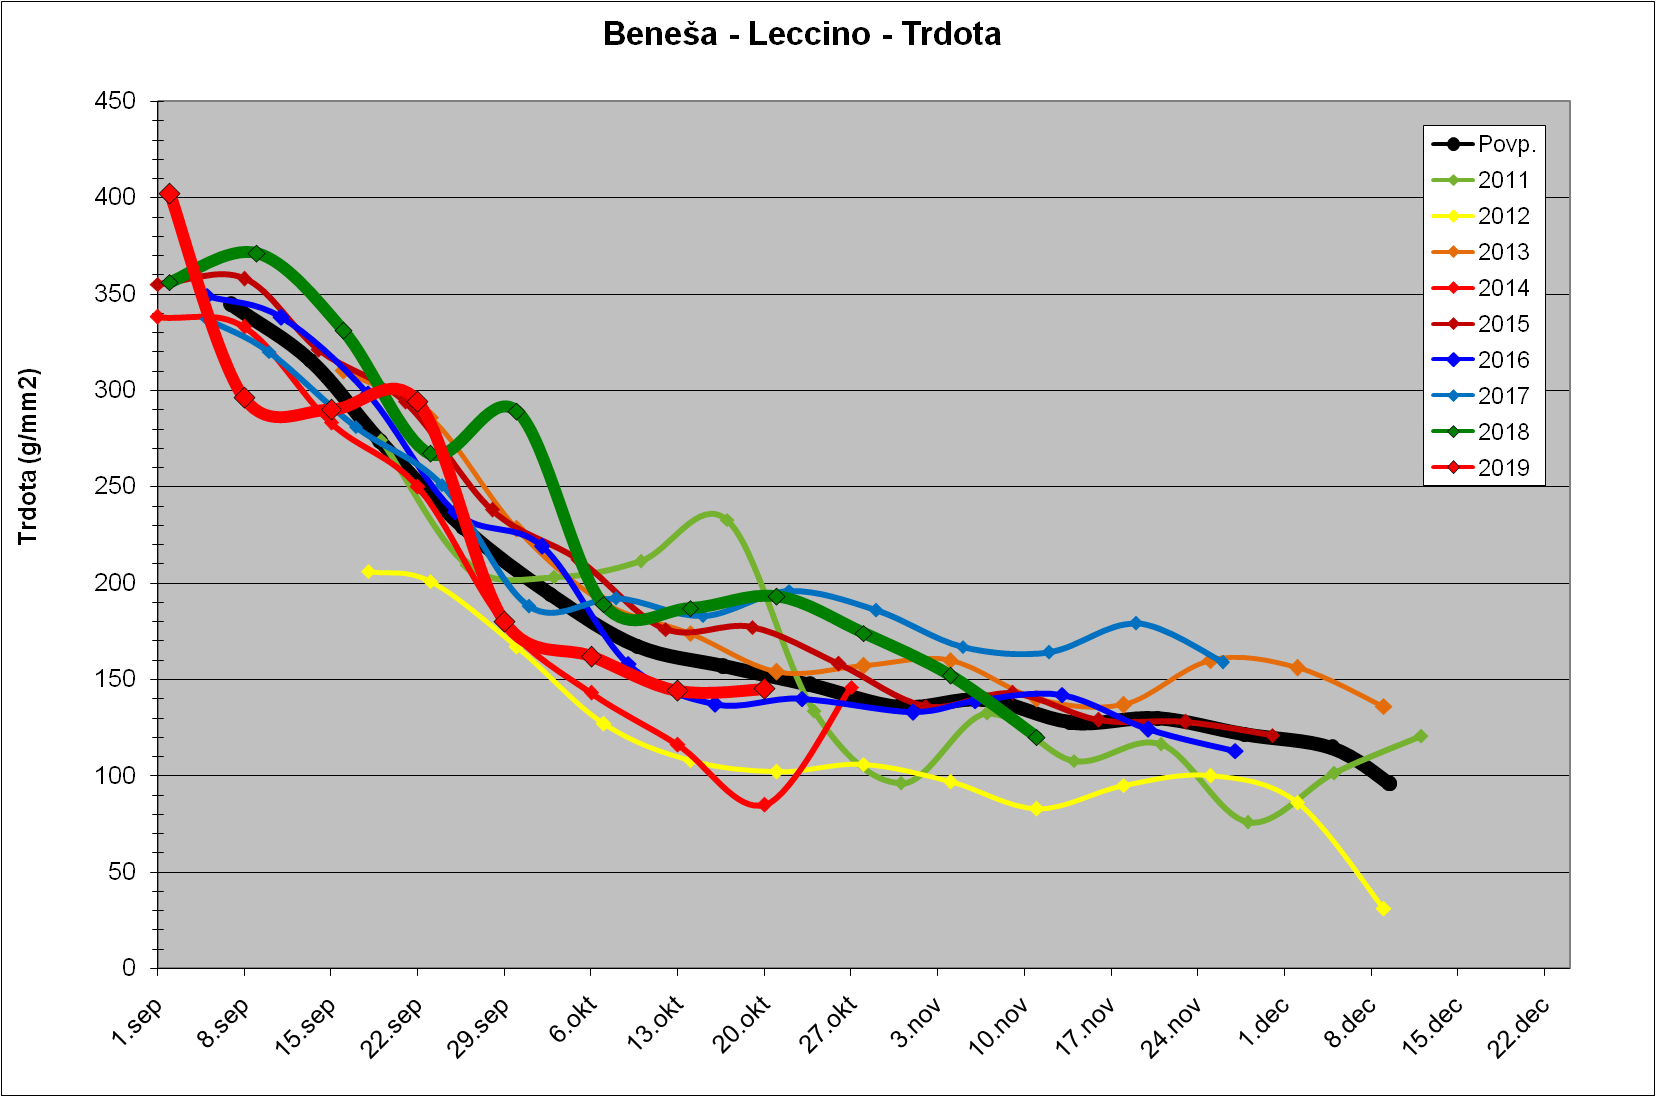 Beneša - Leccino - Trdota
Trdota (g/mm2)
450
400
350
300
250
200
150
100
50
0
1.sep
8.sep
15.sep
22.sep
29.sep
6.okt
13.okt
20.okt
27.okt
3.nov
10.nov
17.nov
24.nov
1.dec
8.dec
15.dec
22.dec
Povp.
2011
2012
2013
2014
2015
2016
2017
2018
2019